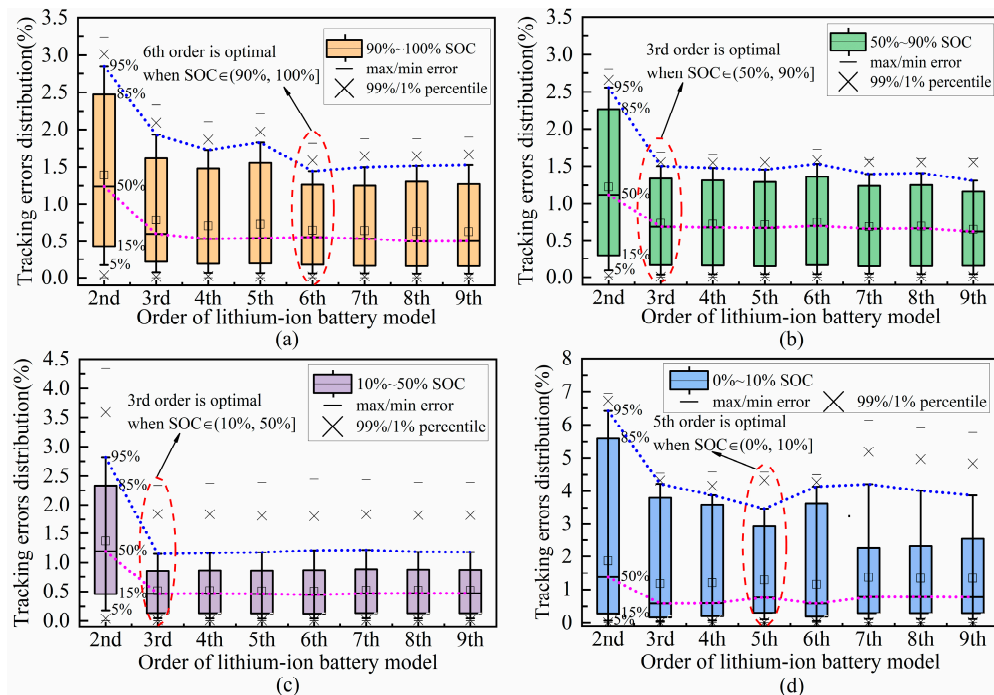 Tracking errors distribution(%)
3.5
3.0
2.5
2.0
1.5
1.0
0.5
0.0
95%
85%
50%
15%
5%
6th order is optimal
when SOC∈(90%, 100%]
90%~100% SOC
max/min error
99%/1% percentile
2nd 3rd 4th 5th 6th 7th 8th 9th
Order of lithium-ion battery model
(a)
Tracking errors distribution(%)
3.5
3.0
2.5
2.0
1.5
1.0
0.5
0.0
95%
85%
50%
15%
5%
3rd order is optimal
when SOC∈(50%, 90%]
50%~90% SOC
max/min error
99%/1% percentile
2nd 3rd 4th 5th 6th 7th 8th 9th
Order of lithium-ion battery model
(b)
Tracking errors distribution(%)
4.5
4.0
3.5
3.0
2.5
2.0
1.5
1.0
0.5
0.0
95%
85%
50%
15%
5%
3rd order is optimal
when SOC∈(10%, 50%]
10%~50% SOC
max/min error
99%/1% percentile
2nd 3rd 4th 5th 6th 7th 8th 9th
Order of lithium-ion battery model
(c)
Tracking errors distribution(%)
8
7
6
5
4
3
2
1
0
95%
85%
50%
15%
5%
0%~10% SOC
max/min error 99%/1% percentile
5th order is optimal
when SOC∈(0%, 10%]
2nd 3rd 4th 5th 6th 7th 8th 9th
Order of lithium-ion battery model
(d)